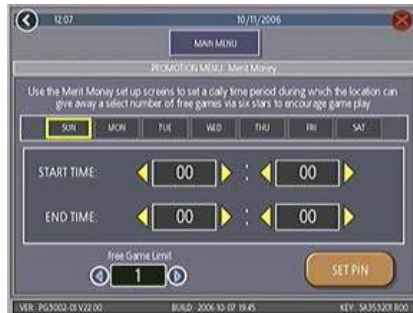 12:07 10/11/2006
MAIN MENU
PROMOTION MENU: Merit Money
Use the Merit Money set up screens to set a daily time period during which the location can
give away a select number of free games via six stars to encourage game play
SUN MON TUE WED THU FRI SAT
START TIME: 00 : 00
END TIME: 00 : 00
Free Game Limit
1
SET PIN
VER: PG3002-01 V22.00 BUILD: 2006-10-07 19:45 KEY: SA353201 R00